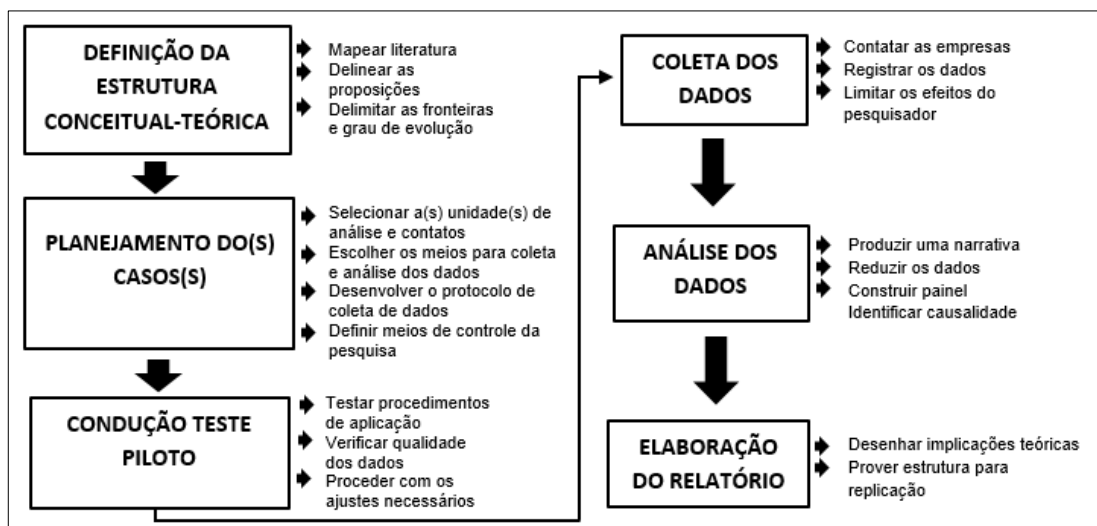 DEFINIÇÃO DA
ESTRUTURA
CONCEITUAL-TEÓRICA
Mapear literatura
Delinear as
proposições
Delimitar as fronteiras
e grau de evolução
PLANEJAMENTO DO(S)
CASOS(S)
Selecionar a(s) unidade(s) de
análise e contatos
Escolher os meios para coleta
e análise dos dados
Desenvolver o protocolo de
coleta de dados
Definir meios de controle da
pesquisa
CONDUÇÃO TESTE
PILOTO
Testar procedimentos
de aplicação
Verificar qualidade
dos dados
Proceder com os
ajustes necessários
COLETA DOS
DADOS
Contatar as empresas
Registrar os dados
Limitar os efeitos do
pesquisador
ANÁLISE DOS
DADOS
Produzir uma narrativa
Reduzir os dados
Construir painel
Identificar causalidade
ELABORAÇÃO
DO RELATÓRIO
Desenhar implicações teóricas
Prover estrutura para
replicação